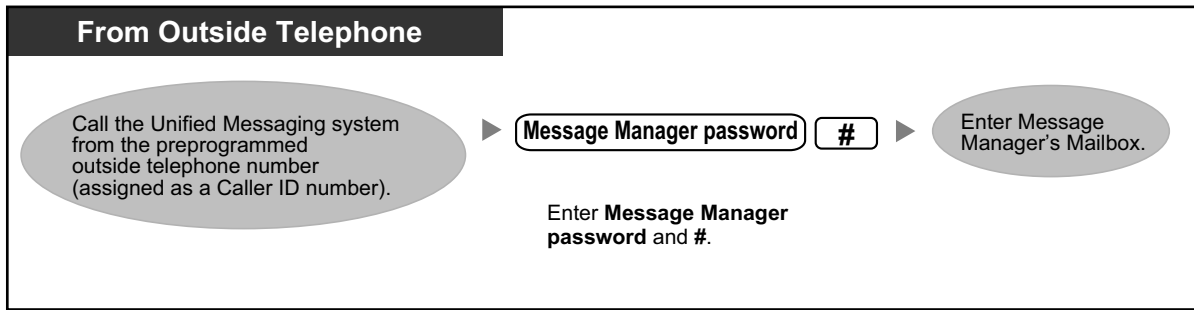 From Outside Telephone
Call the Unified Messaging system
from the preprogrammed
outside telephone number
(assigned as a Caller ID number).
Message Manager password #
Enter Message Manager
password and #.
Enter Message
Manager's Mailbox.